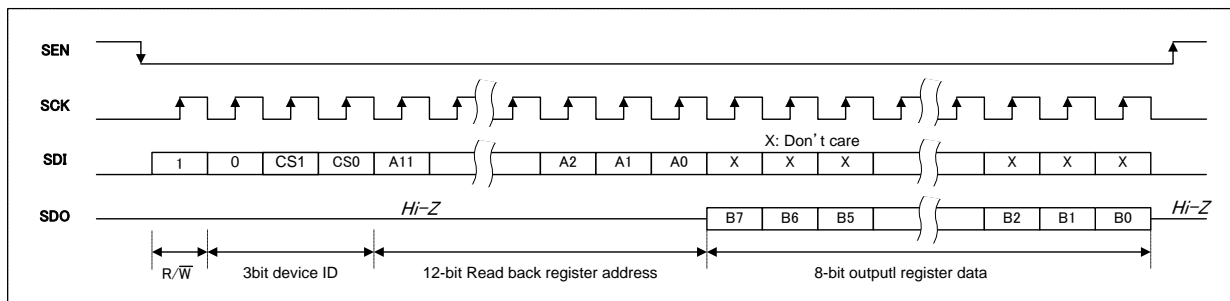 SEN
SCK
X: Don't care
SDI 1 0 CS1 CS0 A11 A2 A1 A0 X X X X X X
SDO Hi-Z B7 B6 B5 B2 B1 B0 Hi-Z
R/W̅ 3bit device ID 12-bit Read back register address 8-bit outputl register data